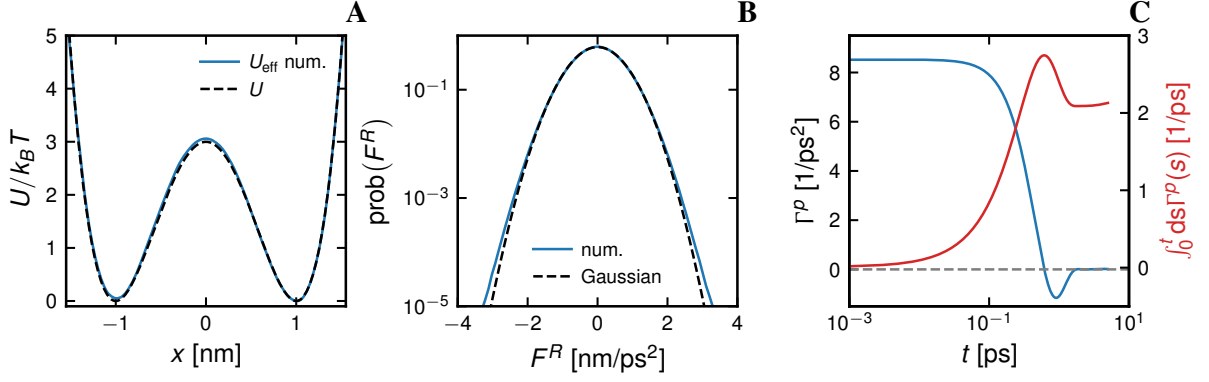 A
U/k_BT
5
4
3
2
1
0
U_eff num.
U
−1
0
1
x [nm]
B
prob(F^R)
10^−1
10^−3
10^−5
num.
Gaussian
−4
−2
0
2
4
F^R [nm/ps^2]
C
Γ^p [1/ps^2]
8
6
4
2
0
10^−3
10^−1
10^1
t [ps]
3
2
1
0
∫_0^t dsΓ^p(s) [1/ps]